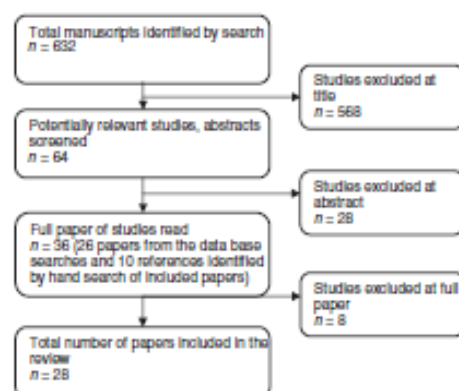 Total manuscripts identified by search
n = 632
Studies excluded at
title
n = 568
Potentially relevant studies, abstracts
screened
n = 64
Studies excluded at
abstract
n = 28
Full paper of studies read
n = 36 (26 papers from the data base
searches and 10 references identified
by hand search of included papers)
Studies excluded at full
paper
n = 8
Total number of papers included in the
review
n = 28